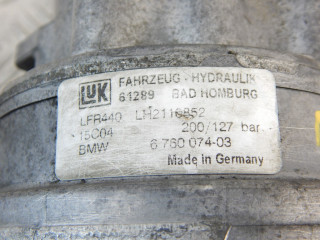 LUK FAHRZEUG - HYDRAULIK
61289 BAD HOMBURG
LFR440 LH2116852
15C04 200/127 bar
BMW 6 780 074-03
Made in Germany